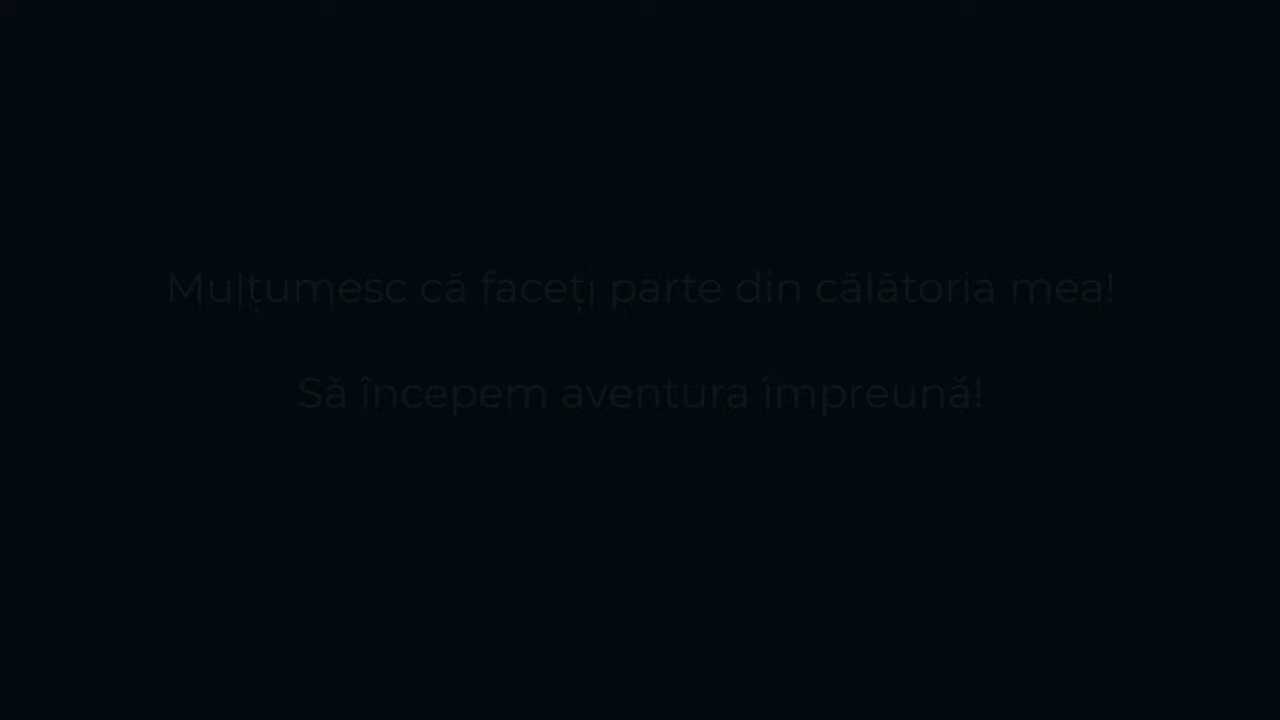 Mulțumesc că faceți parte din călătoria mea!
Să începem aventura împreună!